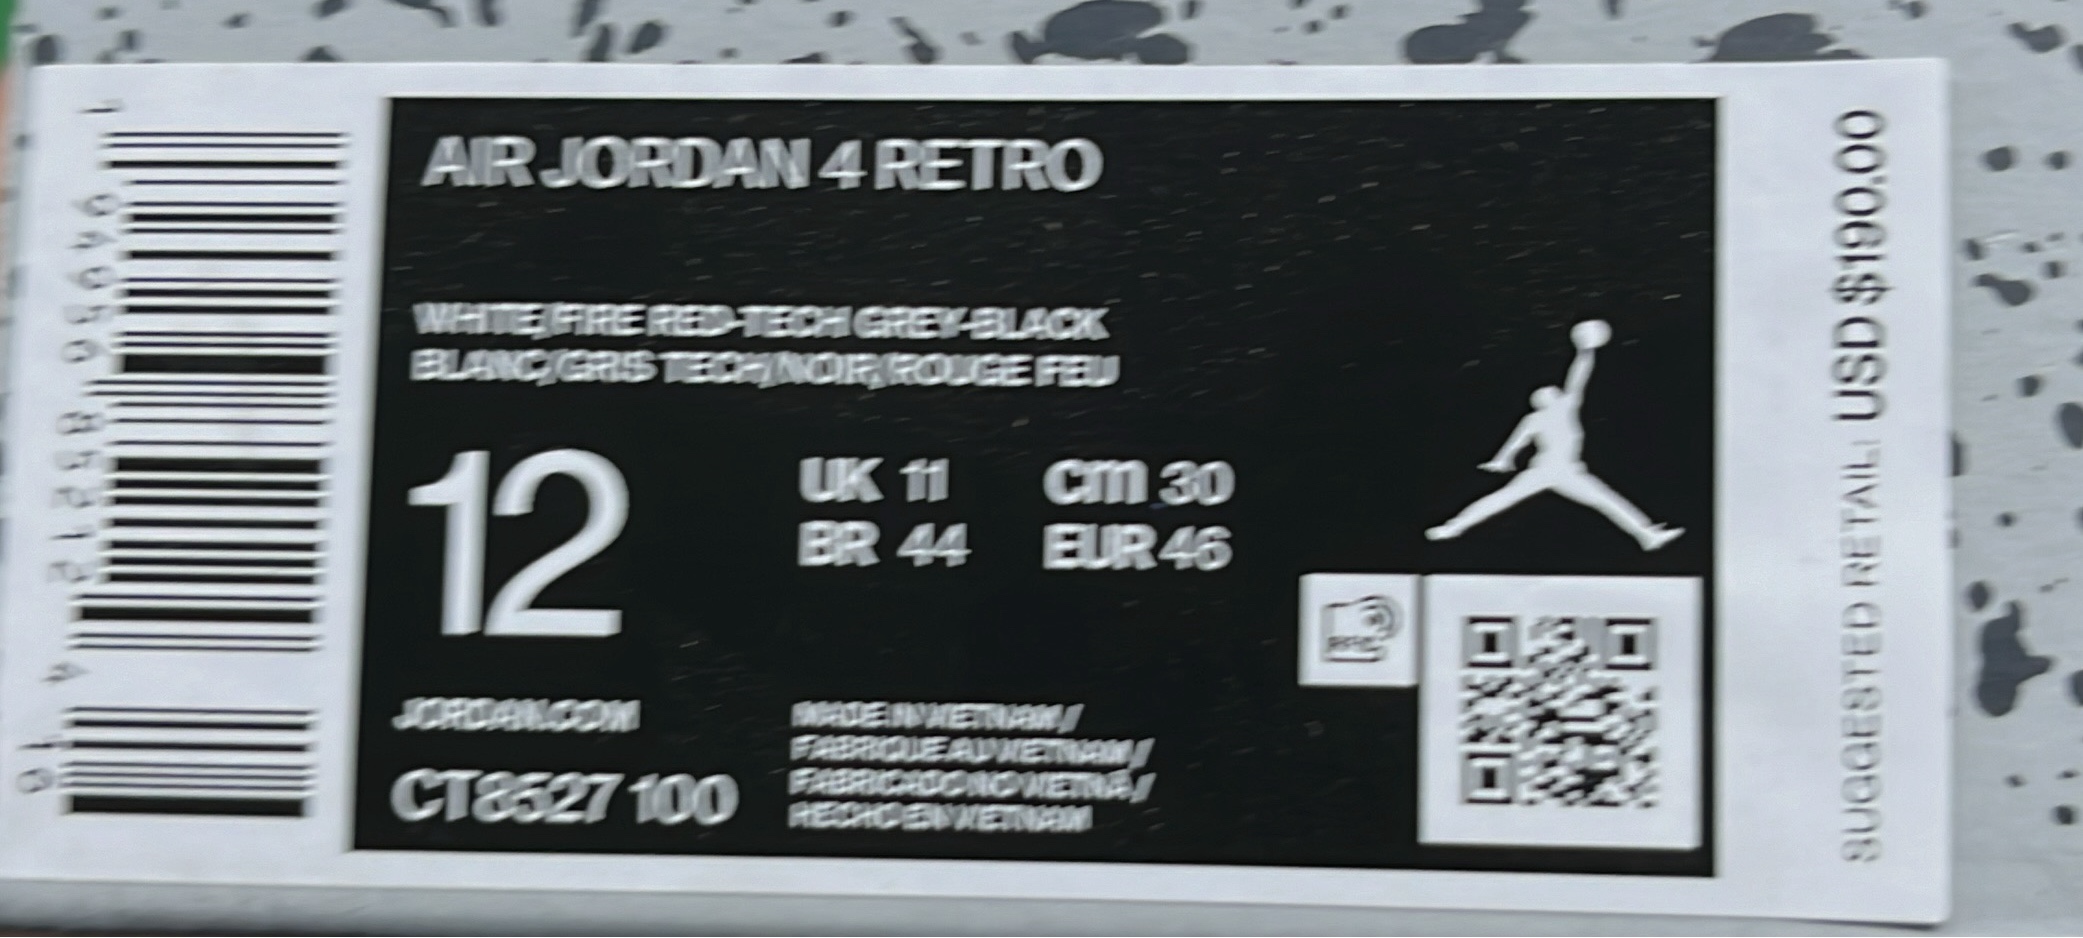 AIR JORDAN 4 RETRO
WHITE/FIRE RED-TECH GREY-BLACK
BLANC/GRIS TECH/NOIR/ROUGE FEU
12
UK 11 cm 30
BR 44 EUR 46
JORDAN.COM
CT8527 100
MADE IN VIETNAM/
FABRIQUE AU VIETNAM/
FABRICADO NO VIETNÃ/
HECHO EN VIETNAM
SUGGESTED RETAIL: USD $190.00